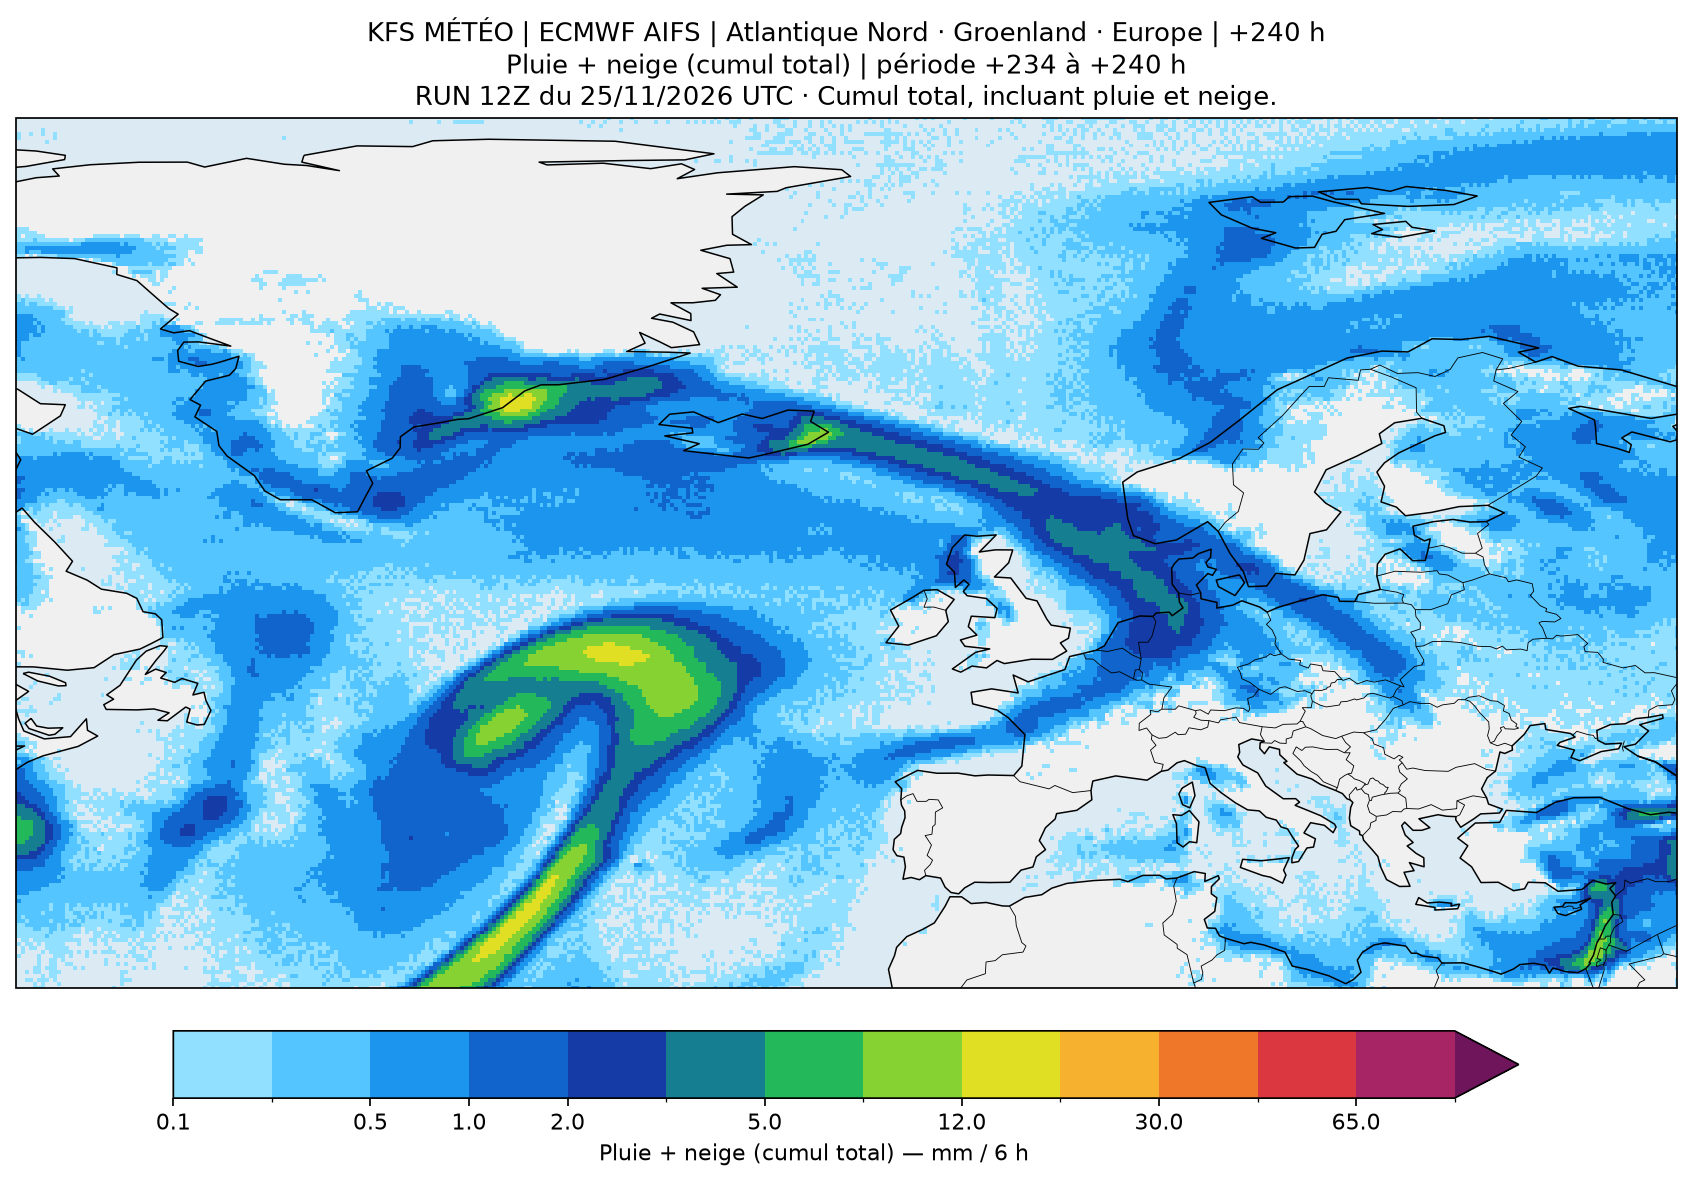 KFS MÉTÉO | ECMWF AIFS | Atlantique Nord · Groenland · Europe | +240 h
Pluie + neige (cumul total) | période +234 à +240 h
RUN 12Z du 25/11/2026 UTC · Cumul total, incluant pluie et neige.
0.1 0.5 1.0 2.0 5.0 12.0 30.0 65.0
Pluie + neige (cumul total) — mm / 6 h